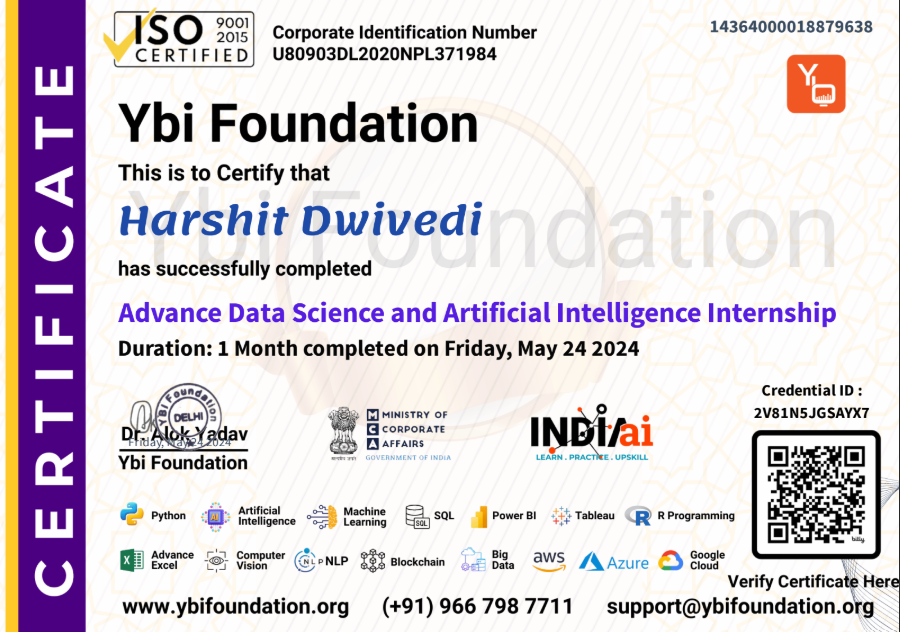 CERTIFICATE
ISO 9001 2015 CERTIFIED
Corporate Identification Number
U80903DL2020NPL371984
14364000018879638
Ybi Foundation
This is to Certify that
Harshit Dwivedi
Ybi Foundation
has successfully completed
Advance Data Science and Artificial Intelligence Internship
Duration: 1 Month completed on Friday, May 24 2024
Ybi Foundation
DELHI
Dr. Alok Yadav
Friday, May 24 2024
Ybi Foundation
MINISTRY OF
CORPORATE
AFFAIRS
GOVERNMENT OF INDIA
INDIAai
LEARN . PRACTICE . UPSKILL
Credential ID :
2V81N5JGSAYX7
bitly
Python
Artificial
Intelligence
Machine
Learning
SQL
SQL
Power BI
Tableau
R
R Programming
Advance
Excel
Computer
Vision
NLP
NLP
Blockchain
Big
Data
aws
Azure
Google
Cloud
Verify Certificate Here
www.ybifoundation.org (+91) 966 798 7711 support@ybifoundation.org